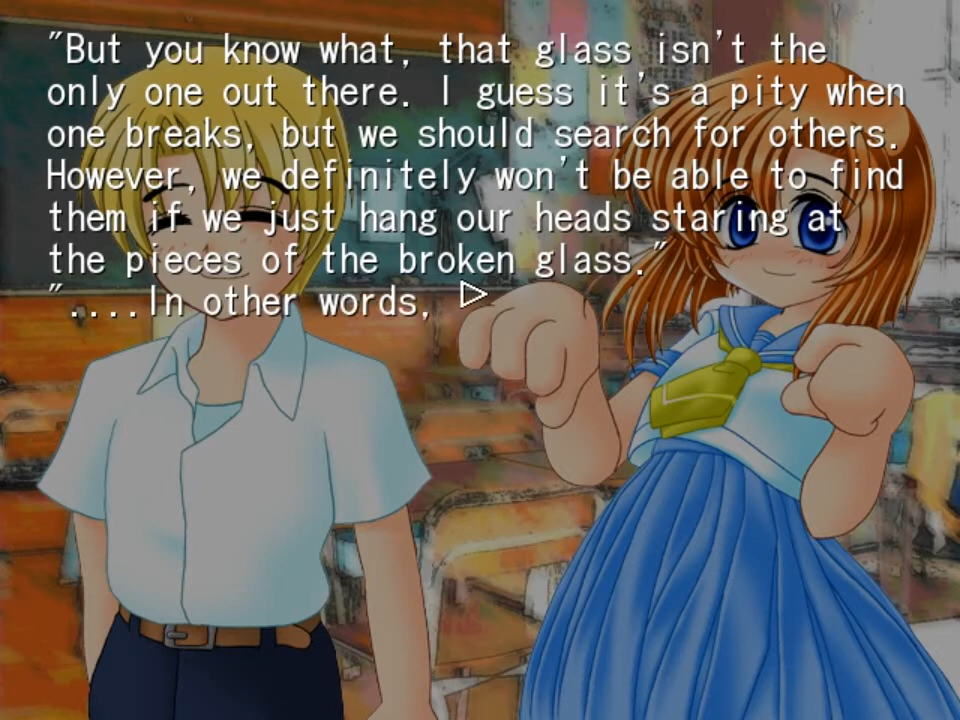 "But you know what, that glass isn't the
only one out there. I guess it's a pity when
one breaks, but we should search for others.
However, we definitely won't be able to find
them if we just hang our heads staring at
the pieces of the broken glass."
"....In other words,